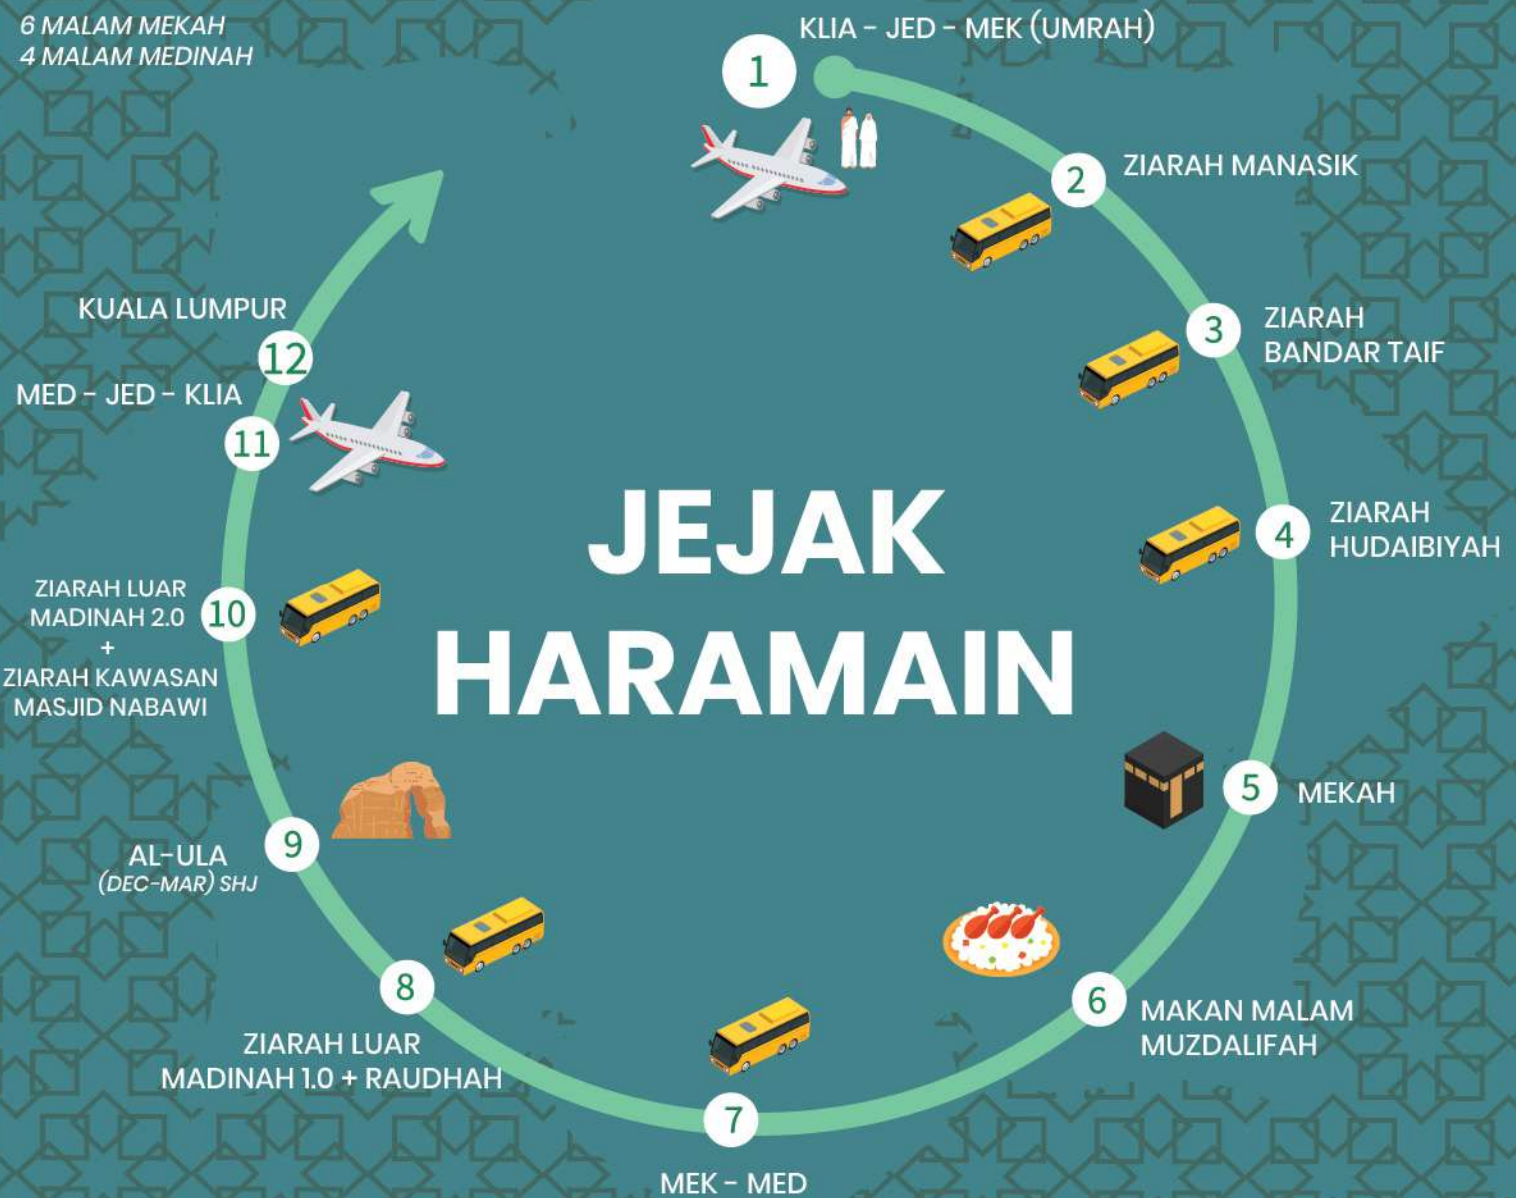 6 MALAM MEKAH
4 MALAM MEDINAH
KLIA - JED - MEK (UMRAH)
1
2
ZIARAH MANASIK
3
ZIARAH
BANDAR TAIF
4
ZIARAH
HUDAIBIYAH
5
MEKAH
6
MAKAN MALAM
MUZDALIFAH
7
MEK - MED
8
ZIARAH LUAR
MADINAH 1.0 + RAUDHAH
9
AL-ULA
(DEC-MAR) SHJ
10
ZIARAH LUAR
MADINAH 2.0
+
ZIARAH KAWASAN
MASJID NABAWI
11
MED - JED - KLIA
12
KUALA LUMPUR
JEJAK
HARAMAIN